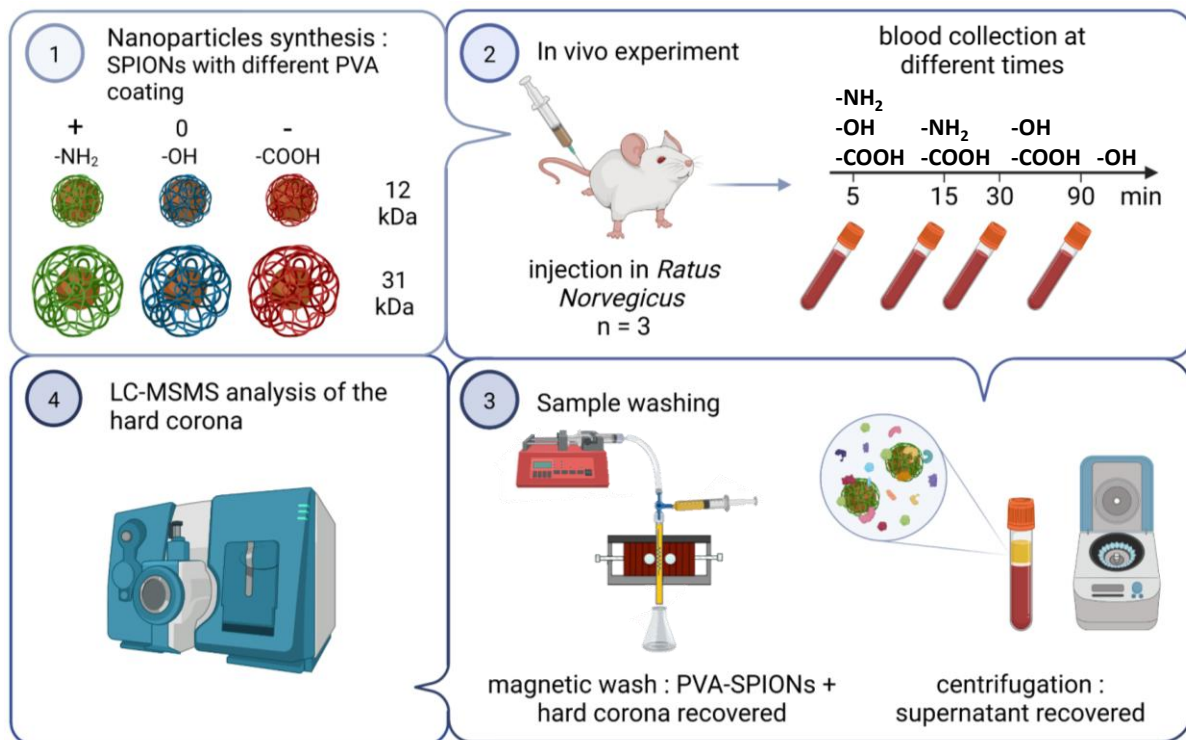 1
Nanoparticles synthesis :
SPIONs with different PVA
coating
+ 0 -
-NH₂ -OH -COOH
12
kDa
31
kDa
2
In vivo experiment
injection in Ratus
Norvegicus
n = 3
blood collection at
different times
-NH₂
-OH -NH₂ -OH
-COOH -COOH -COOH -OH
5 15 30 90 min
3
Sample washing
magnetic wash : PVA-SPIONs +
hard corona recovered
centrifugation :
supernatant recovered
4
LC-MSMS analysis of the
hard corona